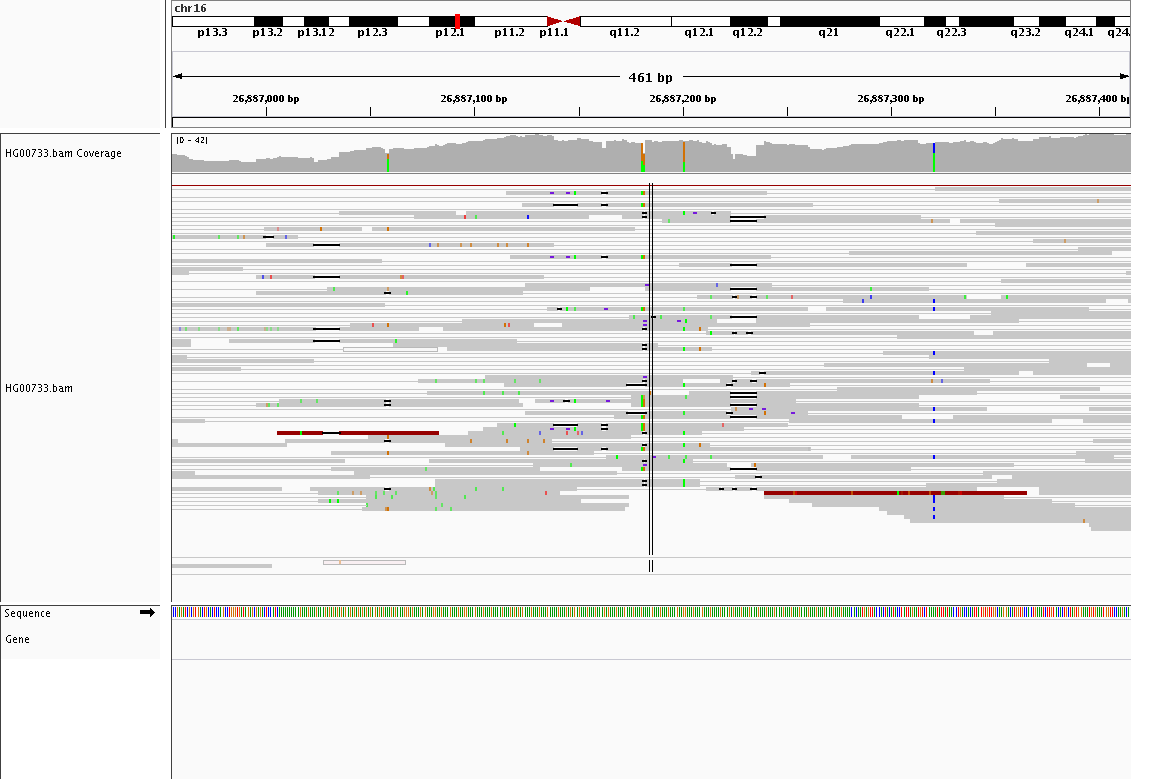 chr16
p13.3 p13.2 p13.12 p12.3 p12.1 p11.2 p11.1 q11.2 q12.1 q12.2 q21 q22.1 q22.3 q23.2 q24.1 q24.
461 bp
26,887,000 bp 26,887,100 bp 26,887,200 bp 26,887,300 bp 26,887,400 bp
HG00733.bam Coverage
[0 - 42]
HG00733.bam
Sequence
Gene